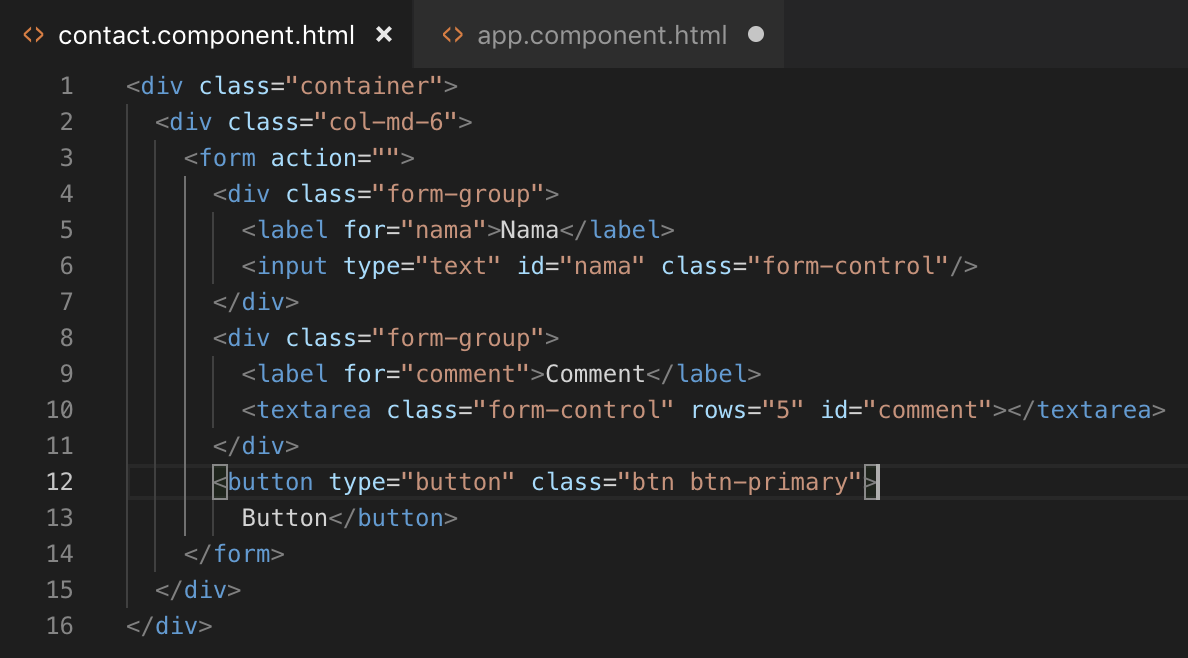 contact.component.html
app.component.html
1 <div class="container">
2 <div class="col-md-6">
3 <form action="">
4 <div class="form-group">
5 <label for="nama">Nama</label>
6 <input type="text" id="nama" class="form-control"/>
7 </div>
8 <div class="form-group">
9 <label for="comment">Comment</label>
10 <textarea class="form-control" rows="5" id="comment"></textarea>
11 </div>
12 <button type="button" class="btn btn-primary">
13 Button</button>
14 </form>
15 </div>
16 </div>